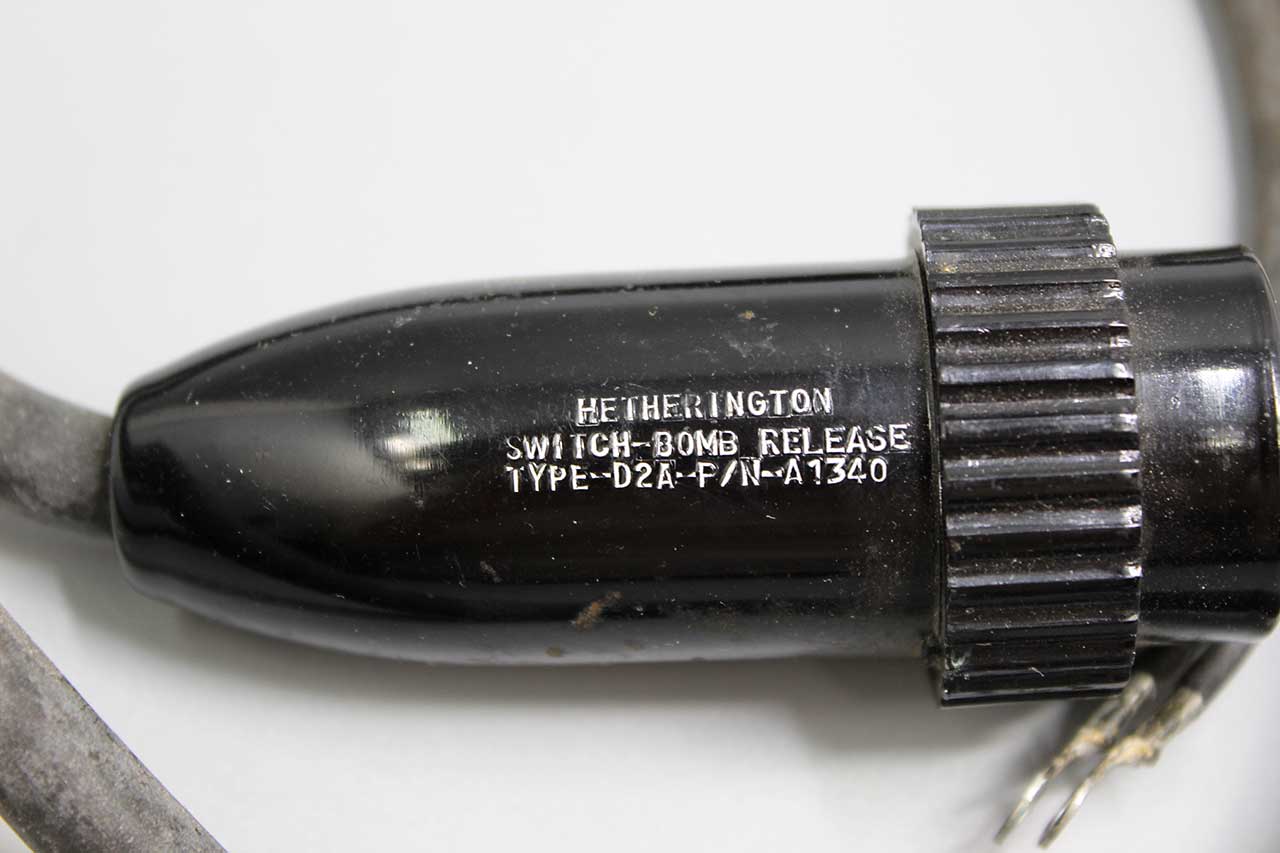 HETHERINGTON
SWITCH-BOMB RELEASE
TYPE-D2A-P/N-A1340